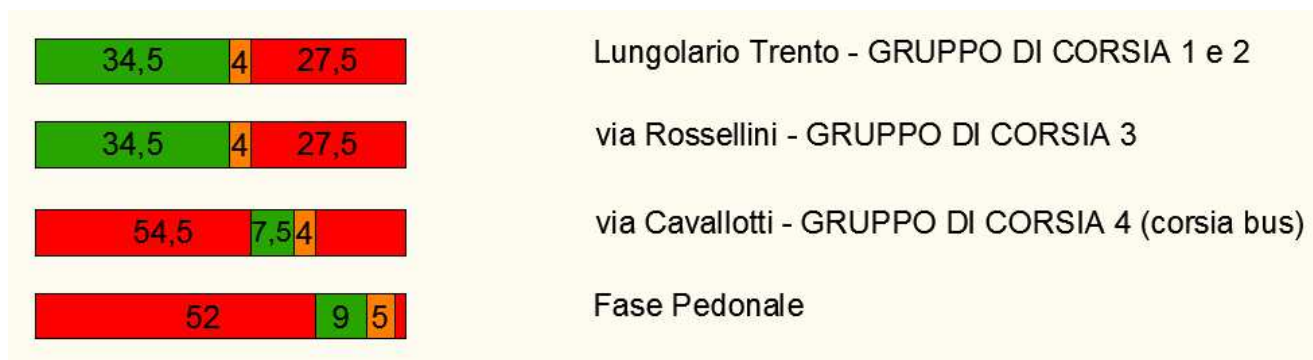 34,5 4 27,5 Lungolario Trento - GRUPPO DI CORSIA 1 e 2
34,5 4 27,5 via Rossellini - GRUPPO DI CORSIA 3
54,5 7,5 4 via Cavallotti - GRUPPO DI CORSIA 4 (corsia bus)
52 9 5 Fase Pedonale